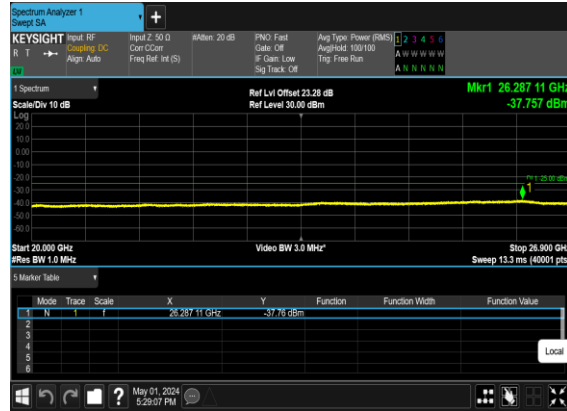 Spectrum Analyzer 1
Swept SA
+
KEYSIGHT Input: RF Input Z: 50 Ω #Atten: 20 dB PNO: Fast Avg Type: Power (RMS) 1 2 3 4 5 6
R T Coupling: DC Corr CCorr Gate: Off Avg|Hold: 100/100 A W W W W W
Align: Auto Freq Ref: Int (S) IF Gain: Low Trig: Free Run
Sig Track: Off A N N N N N
1 Spectrum Ref Lvl Offset 23.28 dB Mkr1 26.287 11 GHz
Scale/Div 10 dB Ref Level 30.00 dBm -37.757 dBm
Log
20.0
10.0
0.00
-10.0
-20.0
-30.0
-40.0
-50.0
-60.0
1
Start 20.000 GHz Video BW 3.0 MHz* Stop 26.900 GHz
#Res BW 1.0 MHz Sweep 13.3 ms (40001 pts)
5 Marker Table
Mode Trace Scale X Y Function Function Width Function Value
1 N 1 f 26.287 11 GHz -37.76 dBm
2
3
4
5
6
Local
? May 01, 2024
5:29:07 PM